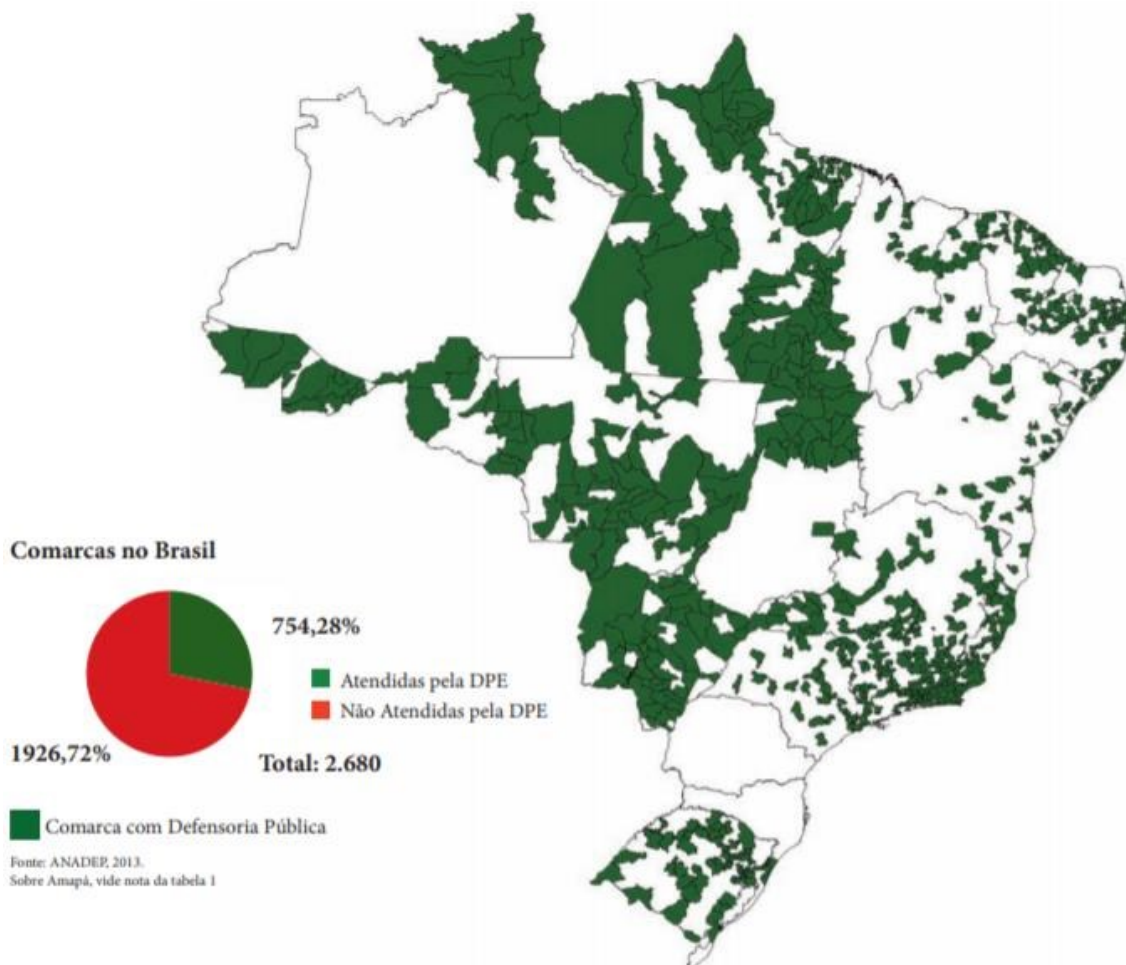 Comarcas no Brasil
754,28%
Atendidas pela DPE
Não Atendidas pela DPE
1926,72%
Total: 2.680
Comarca com Defensoria Pública
Fonte: ANADEP, 2013.
Sobre Amapá, vide nota da tabela 1